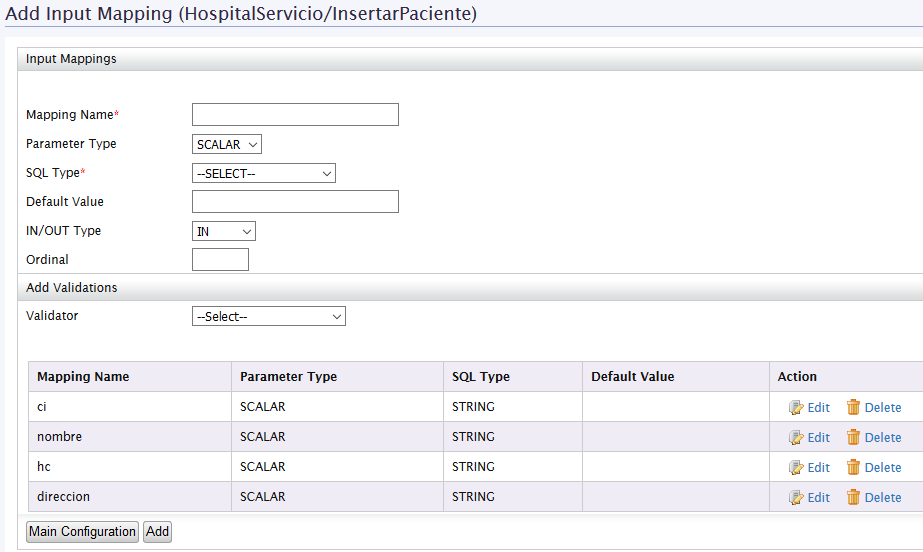 Add Input Mapping (HospitalServicio/InsertarPaciente)
Input Mappings
Mapping Name*
Parameter Type SCALAR
SQL Type* --SELECT--
Default Value
IN/OUT Type IN
Ordinal
Add Validations
Validator --Select--
Mapping Name Parameter Type SQL Type Default Value Action
ci SCALAR STRING Edit Delete
nombre SCALAR STRING Edit Delete
hc SCALAR STRING Edit Delete
direccion SCALAR STRING Edit Delete
Main Configuration Add